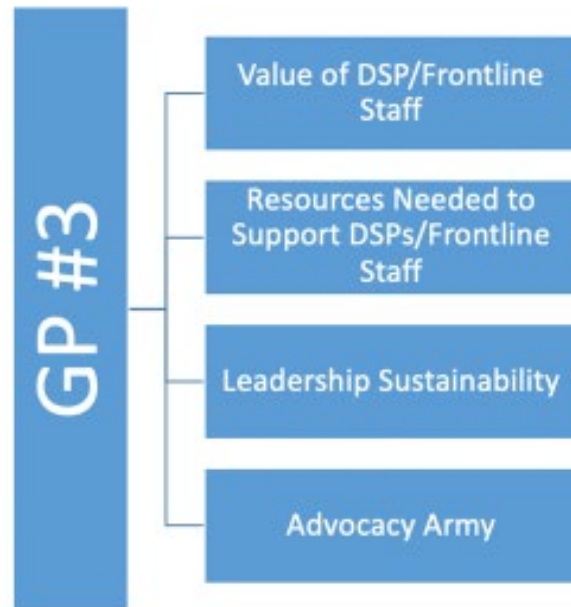 GP #3
Value of DSP/Frontline
Staff
Resources Needed to
Support DSPs/Frontline
Staff
Leadership Sustainability
Advocacy Army